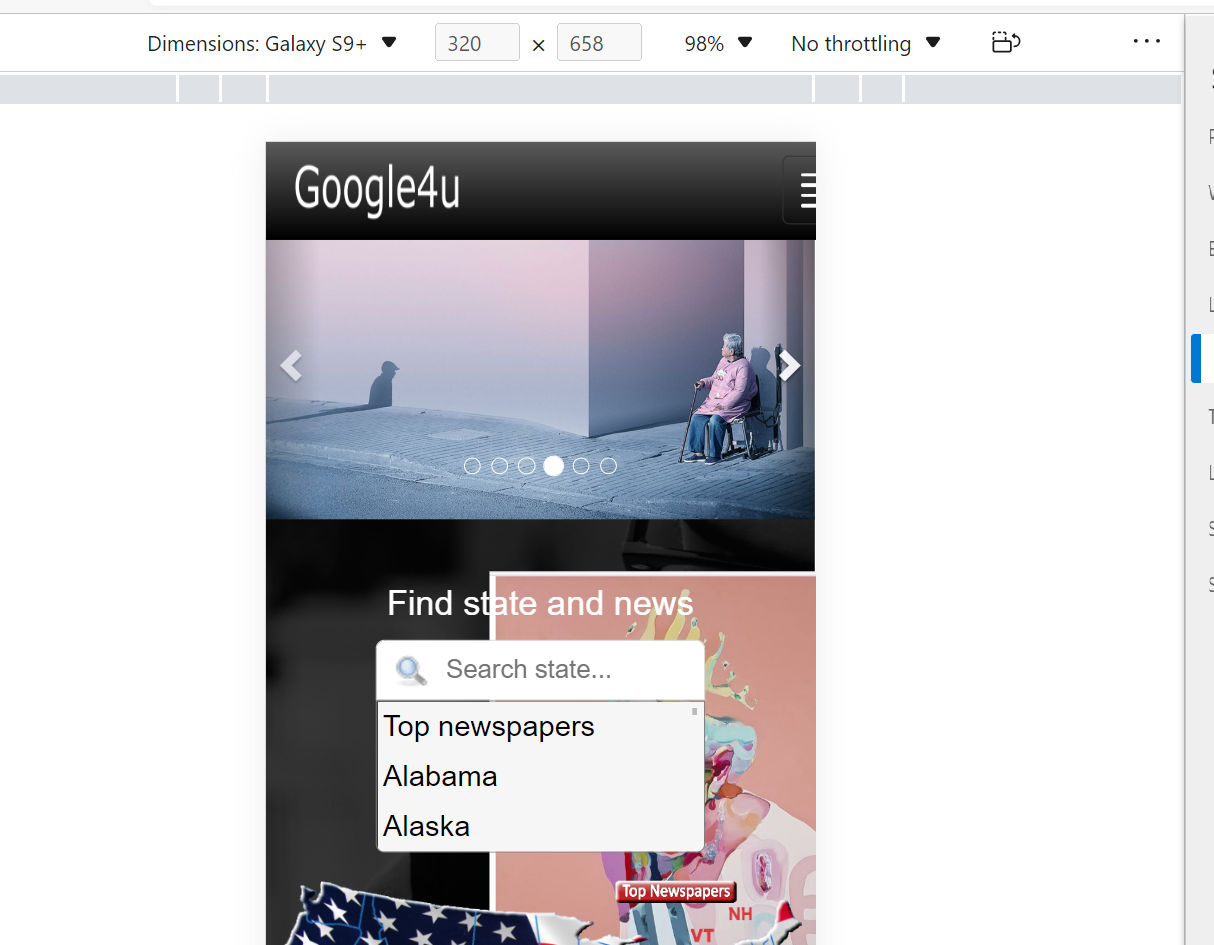 Dimensions: Galaxy S9+ 320 × 658 98% No throttling
Google4u
Find state and news
Search state...
Top newspapers
Alabama
Alaska
Top Newspapers
NH
VT